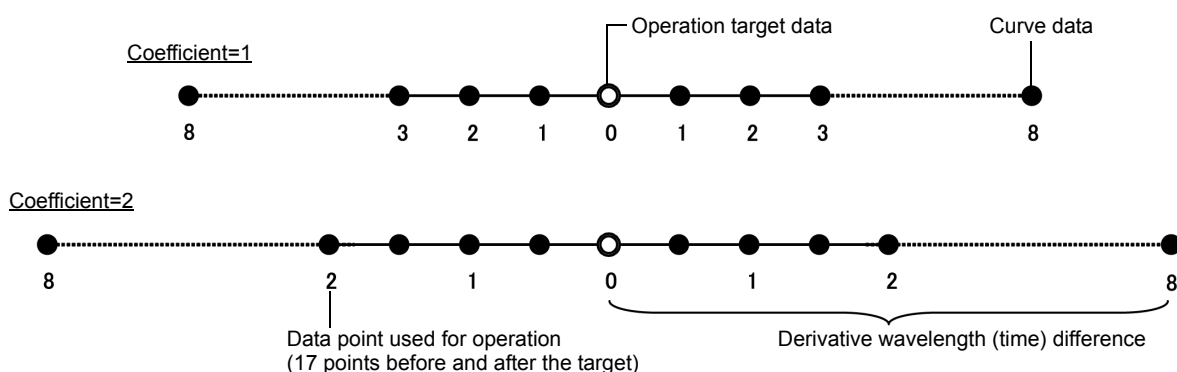 Operation target data
Curve data
Coefficient=1
8 3 2 1 0 1 2 3 8
Coefficient=2
8 2 1 0 1 2 8
Data point used for operation
(17 points before and after the target)
Derivative wavelength (time) difference